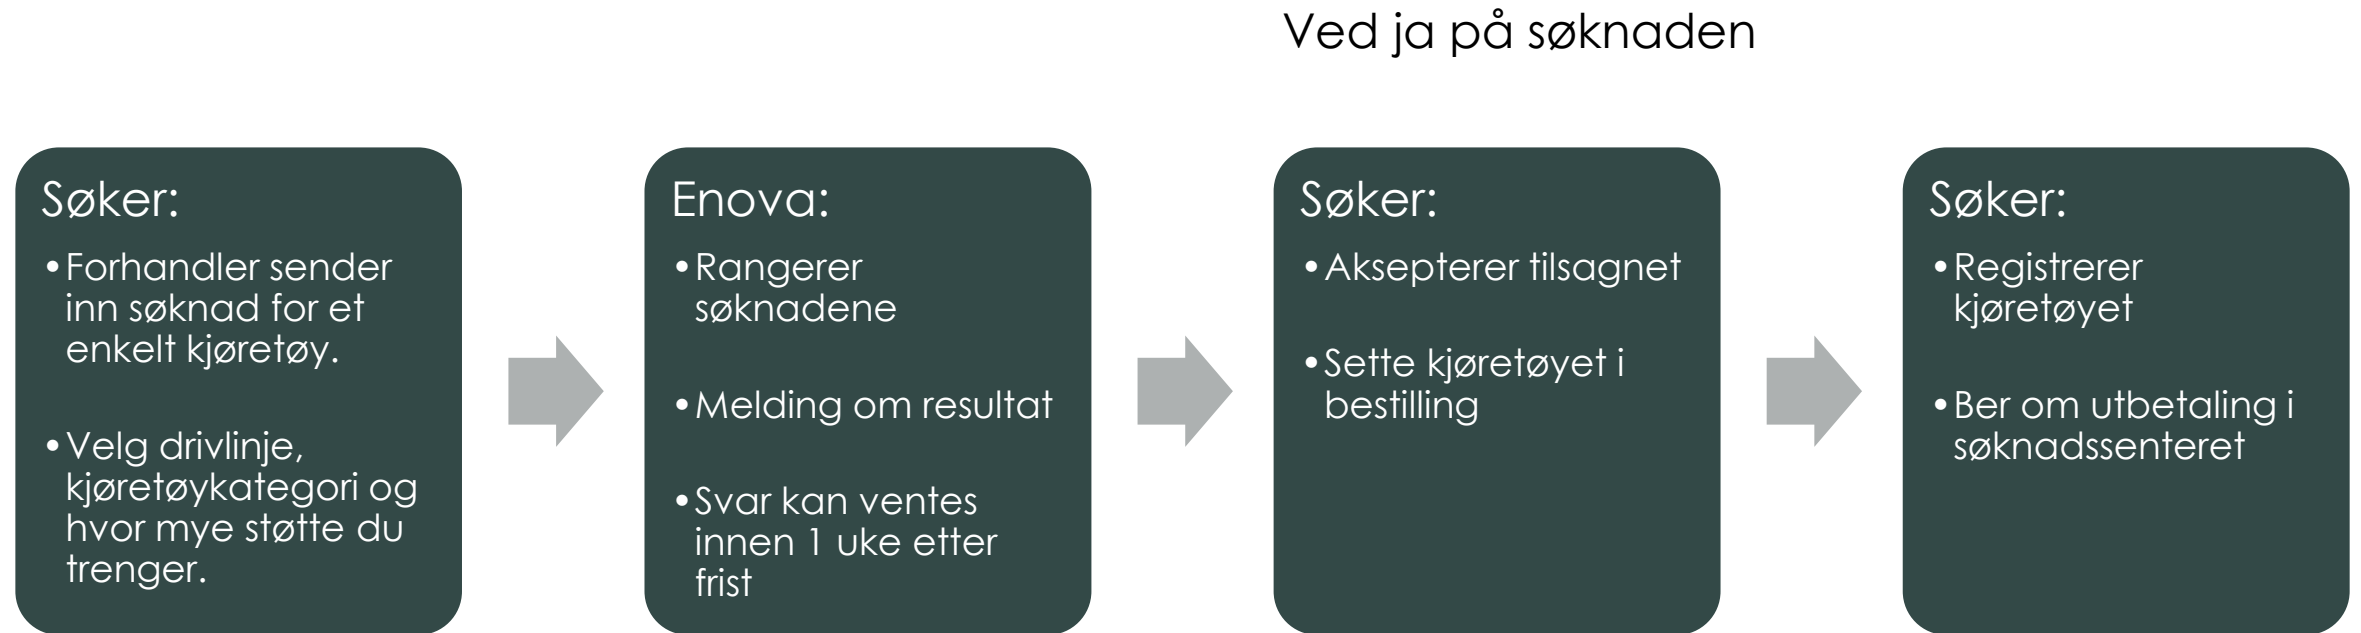 Ved ja på søknaden
Søker:
•Forhandler sender
inn søknad for et
enkelt kjøretøy.
•Velg drivlinje,
kjøretøykategori og
hvor mye støtte du
trenger.
Enova:
•Rangerer
søknadene
•Melding om resultat
•Svar kan ventes
innen 1 uke etter
frist
Søker:
•Aksepterer tilsagnet
•Sette kjøretøyet i
bestilling
Søker:
•Registrerer
kjøretøyet
•Ber om utbetaling i
søknadssenteret